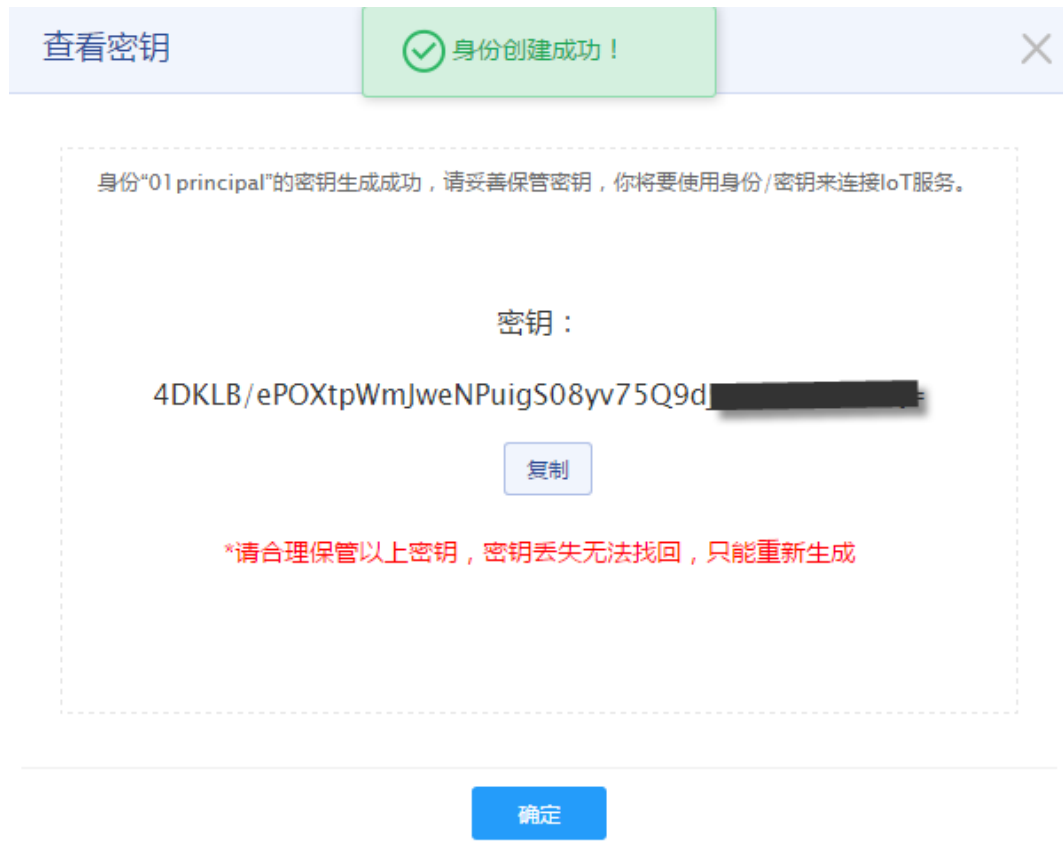 查看密钥
身份创建成功！
身份“01principal”的密钥生成成功，请妥善保管密钥，你将要使用身份/密钥来连接IoT服务。
密钥：
4DKLB/ePOXtpWmJweNPuigS08yv75Q9d
复制
*请合理保管以上密钥，密钥丢失无法找回，只能重新生成
确定